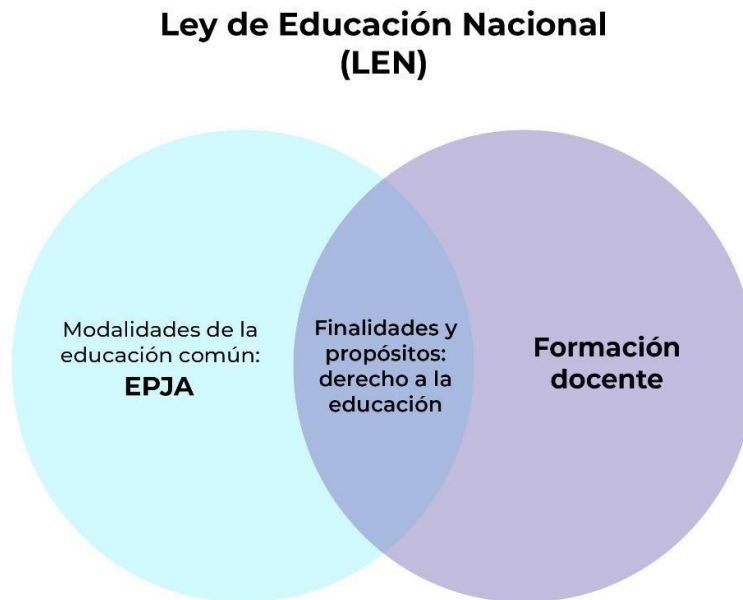 Ley de Educación Nacional
(LEN)
Modalidades de la
educación común:
EPJA
Finalidades y
propósitos:
derecho a la
educación
Formación
docente